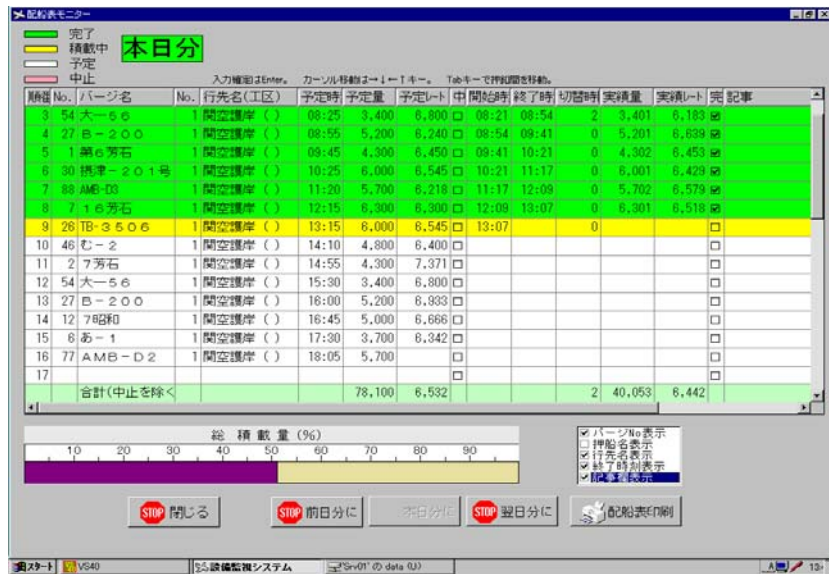 配船表モニター
完了
積載中
予定
中止
本日分
入力確定はEnter。 カーソル移動は→↓←↑キー。 Tabキーで押釦間を移動。
順番 No. バージ名 No. 行先名(工区) 予定時 予定量 予定レート 中 開始時 終了時 切替時 実績量 実績レート 完 記事
3 54 大－６６ 1 関空護岸 ( ) 08:25 3,400 6,800 08:21 08:54 2 3,401 6,183
4 27 Ｂ－２００ 1 関空護岸 ( ) 08:55 5,200 6,240 08:54 09:41 0 5,201 6,639
5 1 第６芳石 1 関空護岸 ( ) 09:45 4,300 6,450 09:41 10:21 0 4,302 6,453
6 30 摂津－２０１号 1 関空護岸 ( ) 10:25 6,000 6,545 10:21 11:17 0 6,001 6,429
7 88 AMB-D3 1 関空護岸 ( ) 11:20 5,700 6,218 11:17 12:09 0 5,702 6,579
8 7 １６芳石 1 関空護岸 ( ) 12:15 6,300 6,300 12:09 13:07 0 6,301 6,518
9 26 TB-３５０６ 1 関空護岸 ( ) 13:15 6,000 6,545 13:07 0
10 46 む－２ 1 関空護岸 ( ) 14:10 4,800 6,400
11 2 ７芳石 1 関空護岸 ( ) 14:55 4,300 7,371
12 54 大－５６ 1 関空護岸 ( ) 15:30 3,400 6,800
13 27 Ｂ－２００ 1 関空護岸 ( ) 16:00 5,200 6,933
14 12 ７昭和 1 関空護岸 ( ) 16:45 5,000 6,666
15 6 あ－１ 1 関空護岸 ( ) 17:30 3,700 6,342
16 77 ＡＭＢ－Ｄ２ 1 関空護岸 ( ) 18:05 5,700
17
合計(中止を除く 78,100 6,532 2 40,053 6,442
総 積 載 量 (%)
10 20 30 40 50 60 70 80 90
バージNo表示
押船名表示
行先名表示
終了時刻表示
記事欄表示
STOP 閉じる STOP 前日分に 本日分に STOP 翌日分に 配船表印刷
スタート VS40 設備監視システム 'Srv01' の data (U) A 13: